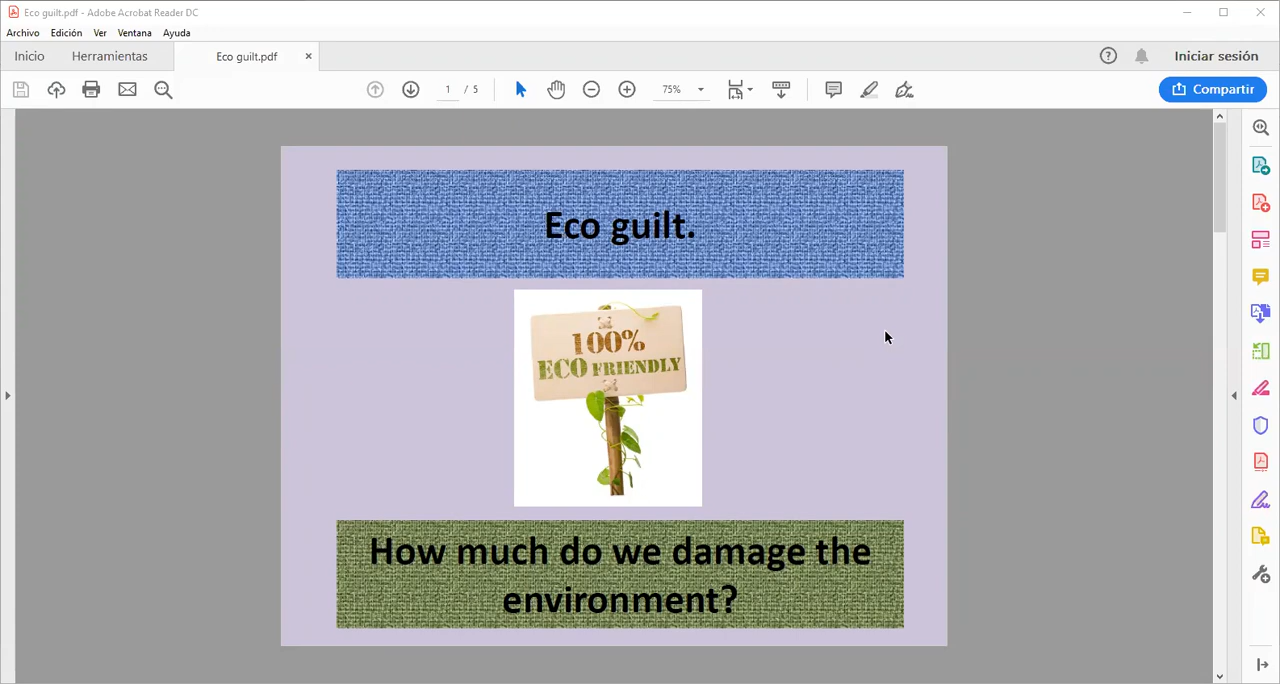 Eco guilt.pdf - Adobe Acrobat Reader DC
Archivo Edición Ver Ventana Ayuda
Inicio Herramientas Eco guilt.pdf × Iniciar sesión
1 / 5 75% Compartir
Eco guilt.
100%
ECO FRIENDLY
How much do we damage the
environment?